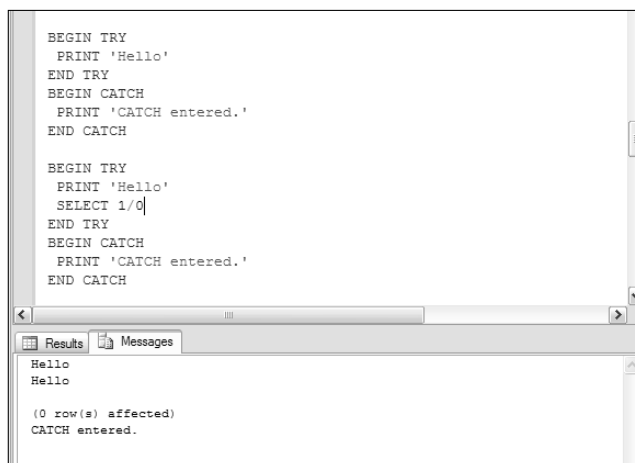 BEGIN TRY
PRINT 'Hello'
END TRY
BEGIN CATCH
PRINT 'CATCH entered.'
END CATCH
BEGIN TRY
PRINT 'Hello'
SELECT 1/0
END TRY
BEGIN CATCH
PRINT 'CATCH entered.'
END CATCH
Results Messages
Hello
Hello
(0 row(s) affected)
CATCH entered.